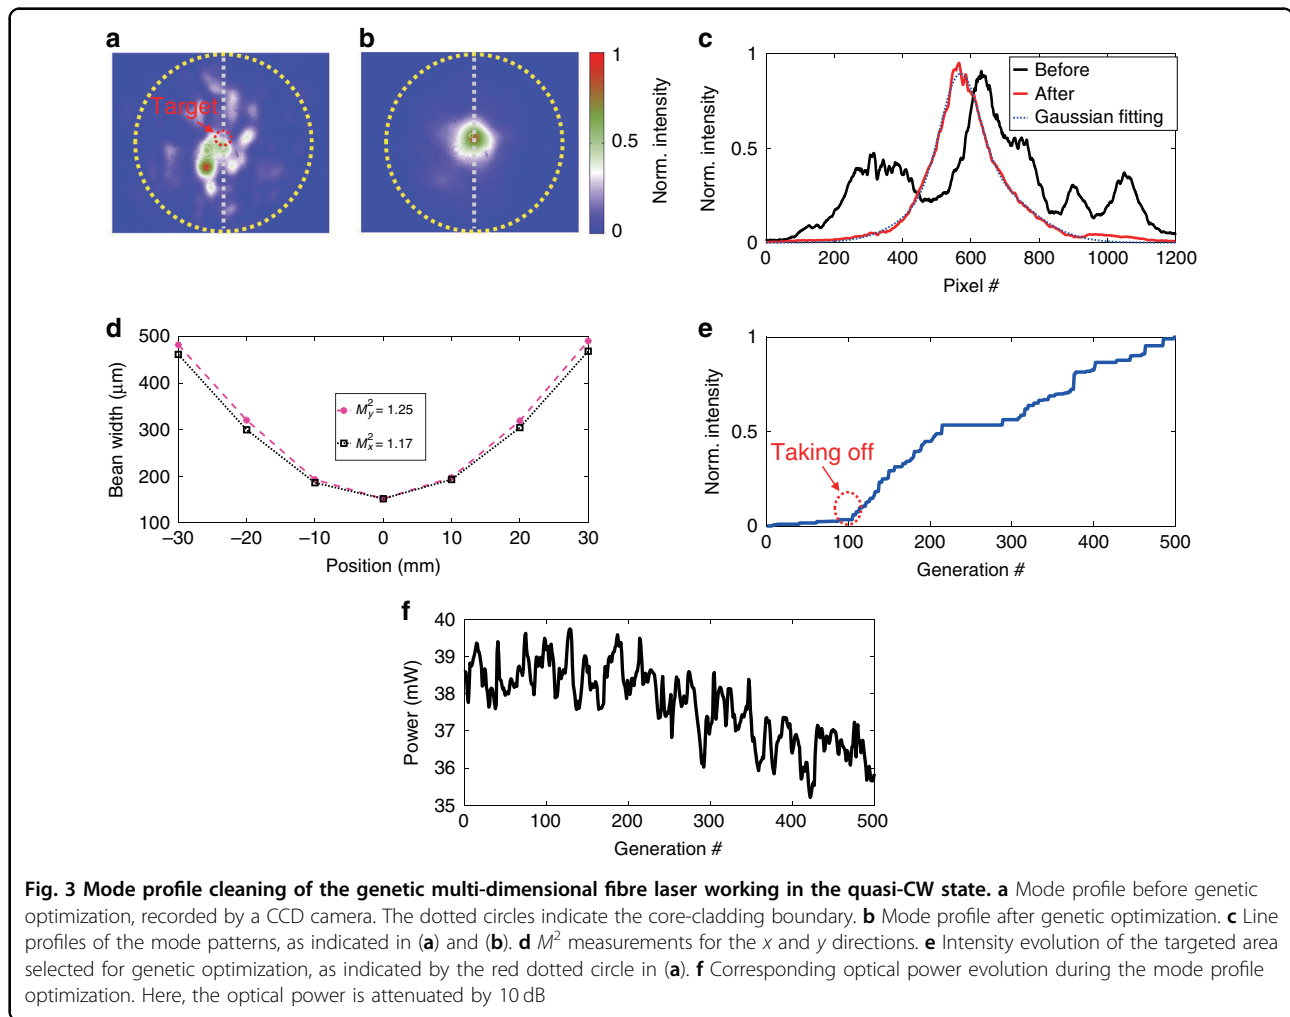 a
b
c
Target
1
0.5
0
Norm. intensity
1
0.5
0
Norm. intensity
Before
After
Gaussian fitting
0
200
400
600
800
1000
1200
Pixel #
d
500
400
300
200
100
Bean width (μm)
M²y = 1.25
M²x = 1.17
–30
–20
–10
0
10
20
30
Position (mm)
e
1
0.5
0
Norm. intensity
Taking off
0
100
200
300
400
500
Generation #
f
40
39
38
37
36
35
Power (mW)
0
100
200
300
400
500
Generation #
Fig. 3 Mode profile cleaning of the genetic multi-dimensional fibre laser working in the quasi-CW state. a Mode profile before genetic
optimization, recorded by a CCD camera. The dotted circles indicate the core-cladding boundary. b Mode profile after genetic optimization. c Line
profiles of the mode patterns, as indicated in (a) and (b). d M² measurements for the x and y directions. e Intensity evolution of the targeted area
selected for genetic optimization, as indicated by the red dotted circle in (a). f Corresponding optical power evolution during the mode profile
optimization. Here, the optical power is attenuated by 10 dB